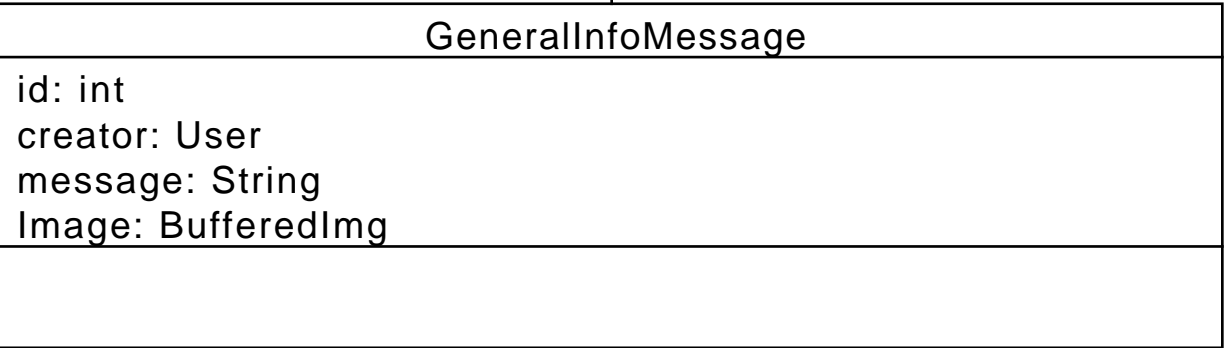 GeneralInfoMessage
id: int
creator: User
message: String
Image: BufferedImg